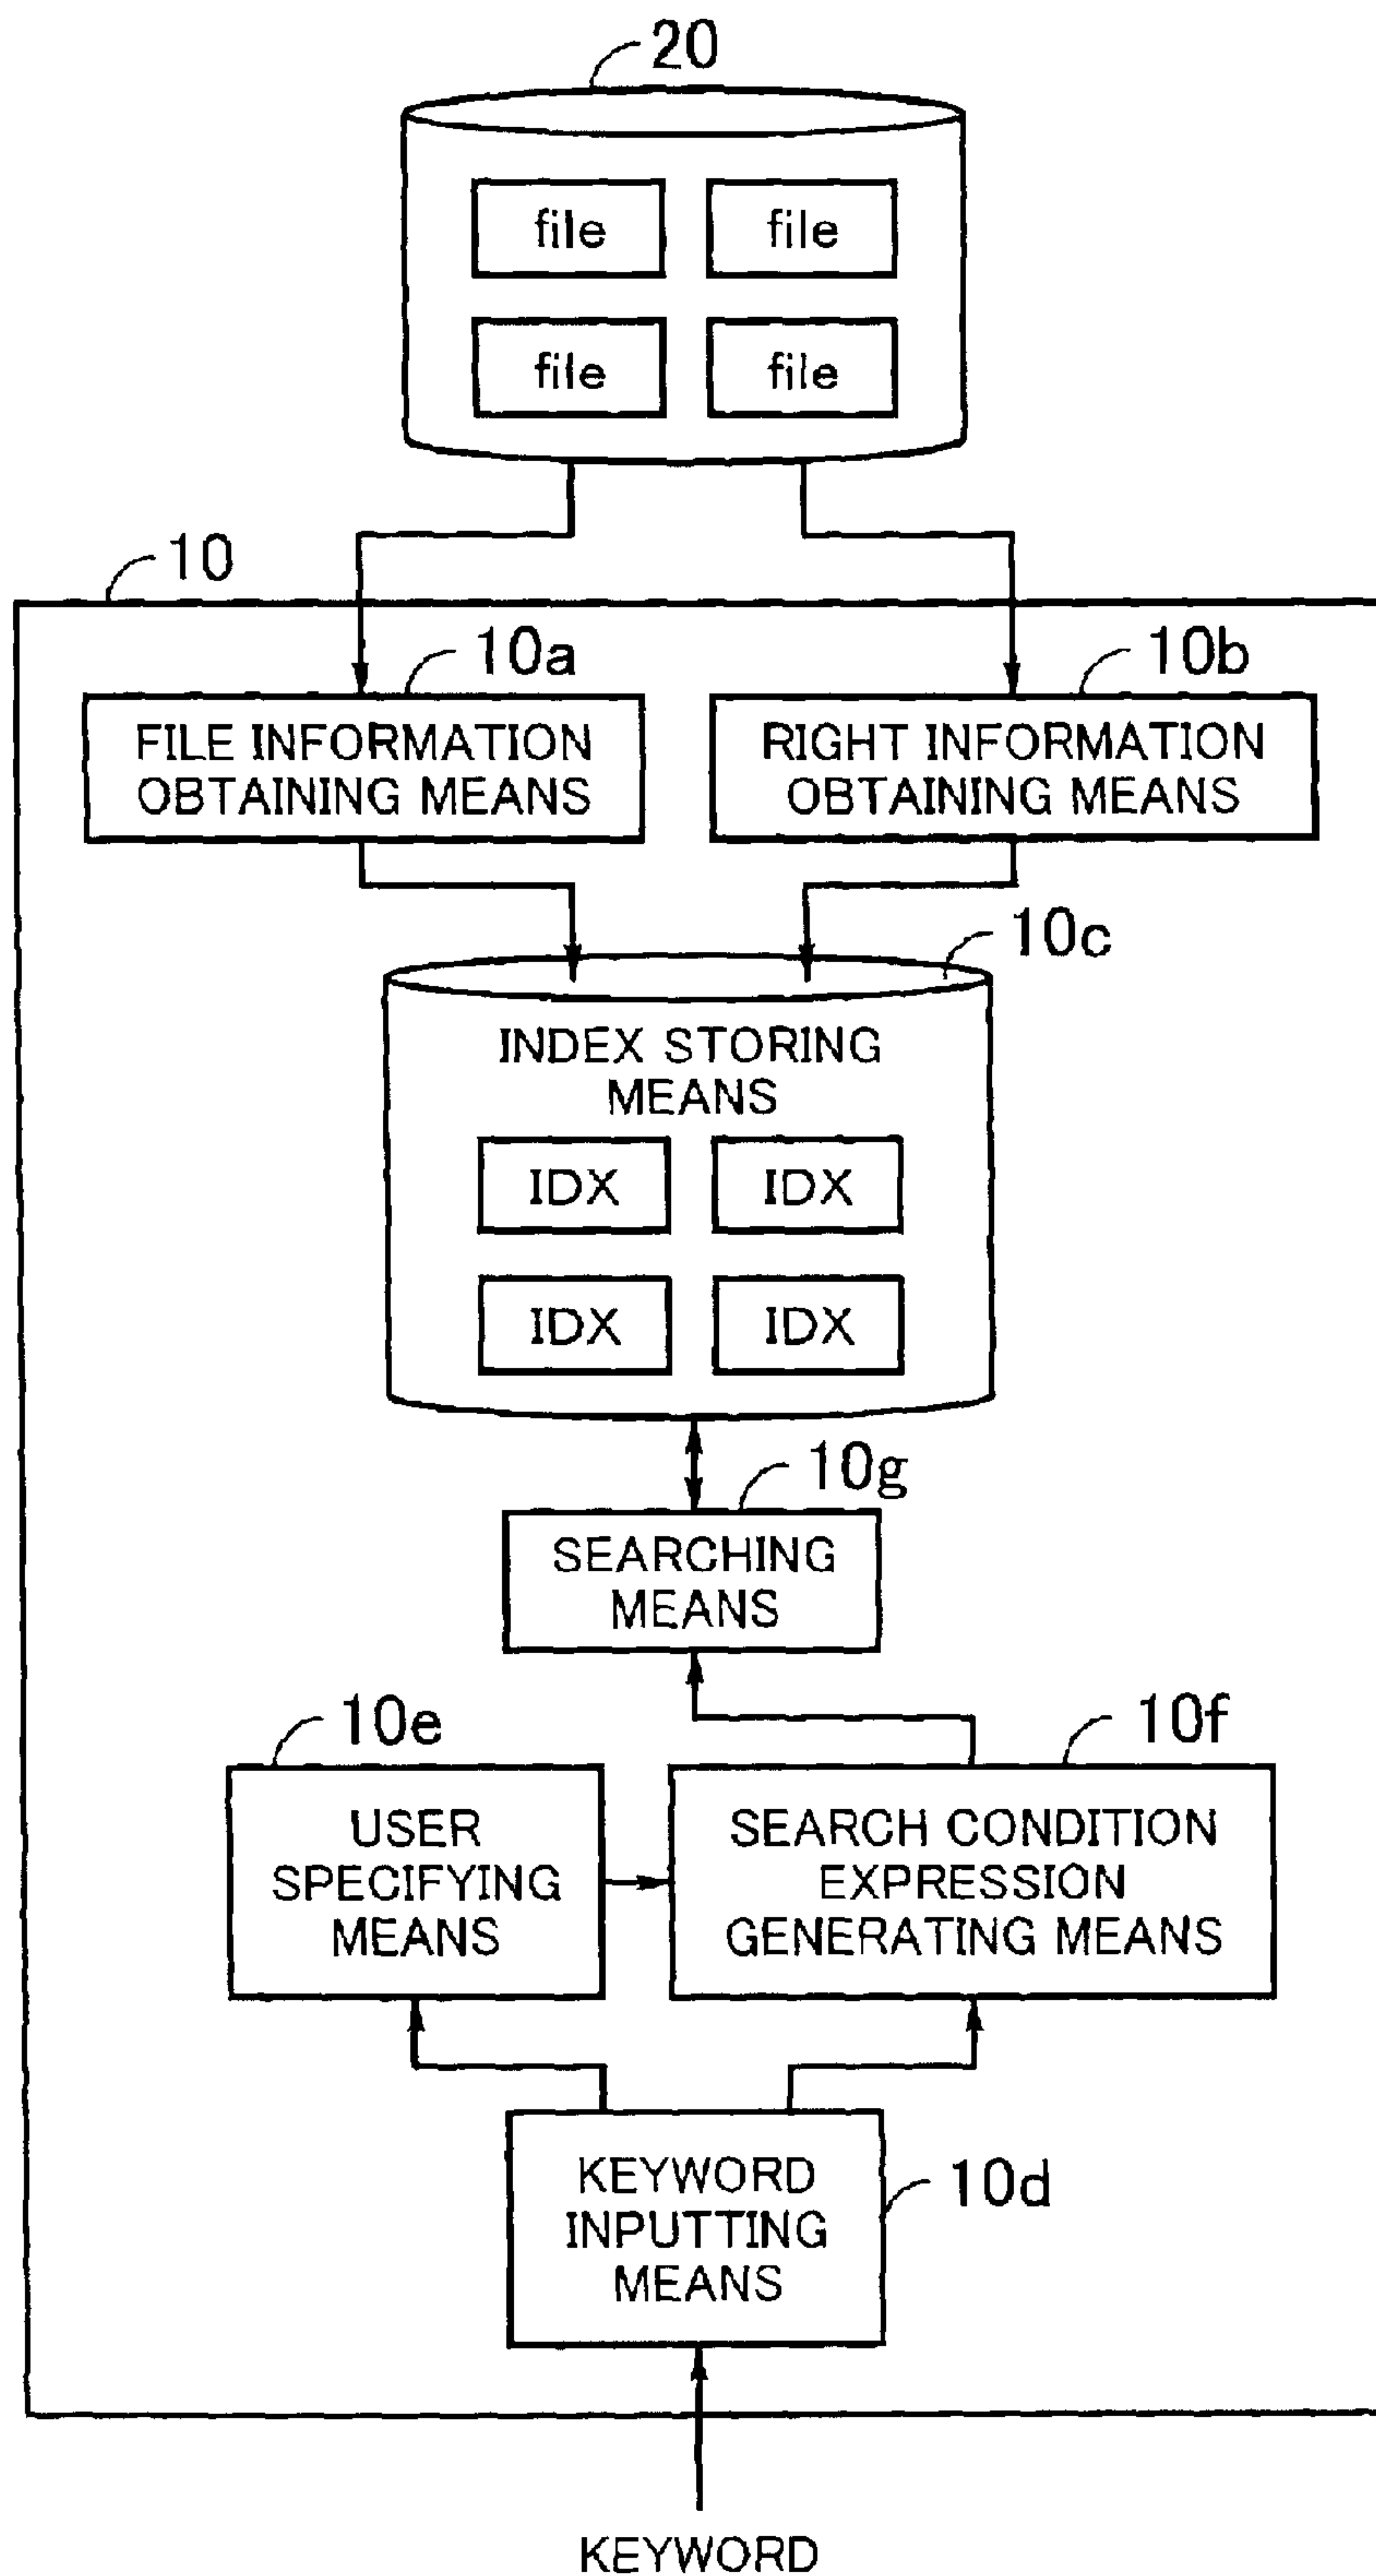 20
file
file
file
file
10
10a
10b
FILE INFORMATION
OBTAINING MEANS
RIGHT INFORMATION
OBTAINING MEANS
10c
INDEX STORING
MEANS
IDX
IDX
IDX
IDX
10g
SEARCHING
MEANS
10e
10f
USER
SPECIFYING
MEANS
SEARCH CONDITION
EXPRESSION
GENERATING MEANS
KEYWORD
INPUTTING
MEANS
10d
KEYWORD